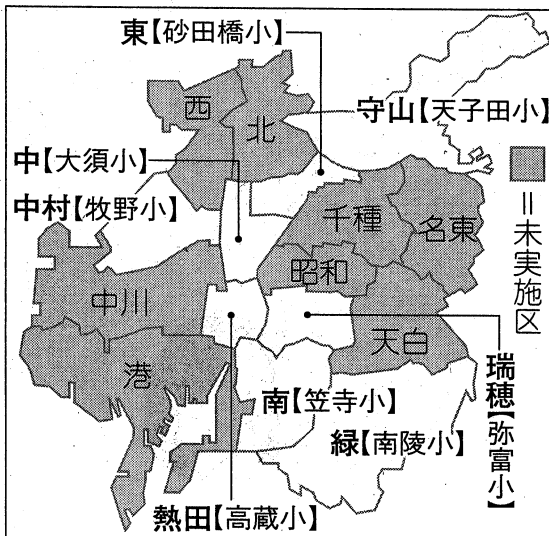 東【砂田橋小】
西
北
守山【天子田小】
中【大須小】
中村【牧野小】
千種
名東
=未実施区
昭和
中川
天白
港
瑞穂【弥富小】
南【笠寺小】
緑【南陵小】
熱田【高蔵小】